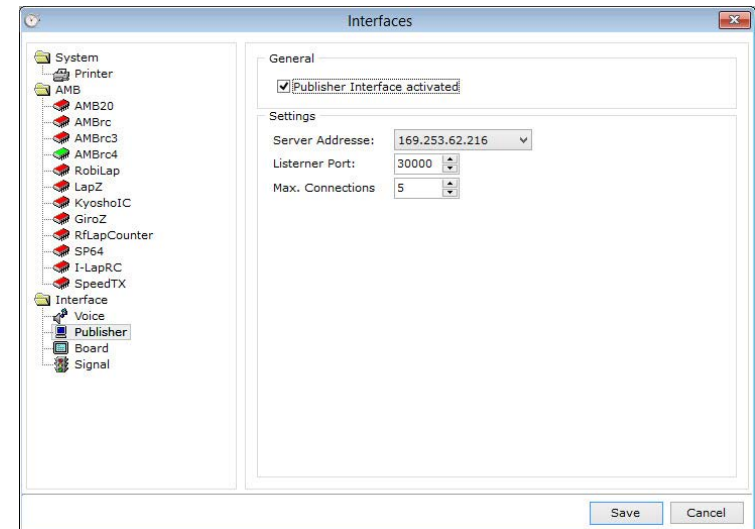 Interfaces
System
Printer
AMB
AMB20
AMBrc
AMBrc3
AMBrc4
RobiLap
LapZ
KyoshoIC
GiroZ
RfLapCounter
SP64
I-LapRC
SpeedTX
Interface
Voice
Publisher
Board
Signal
General
Publisher Interface activated
Settings
Server Addresse: 169.253.62.216
Listerner Port: 30000
Max. Connections 5
Save Cancel